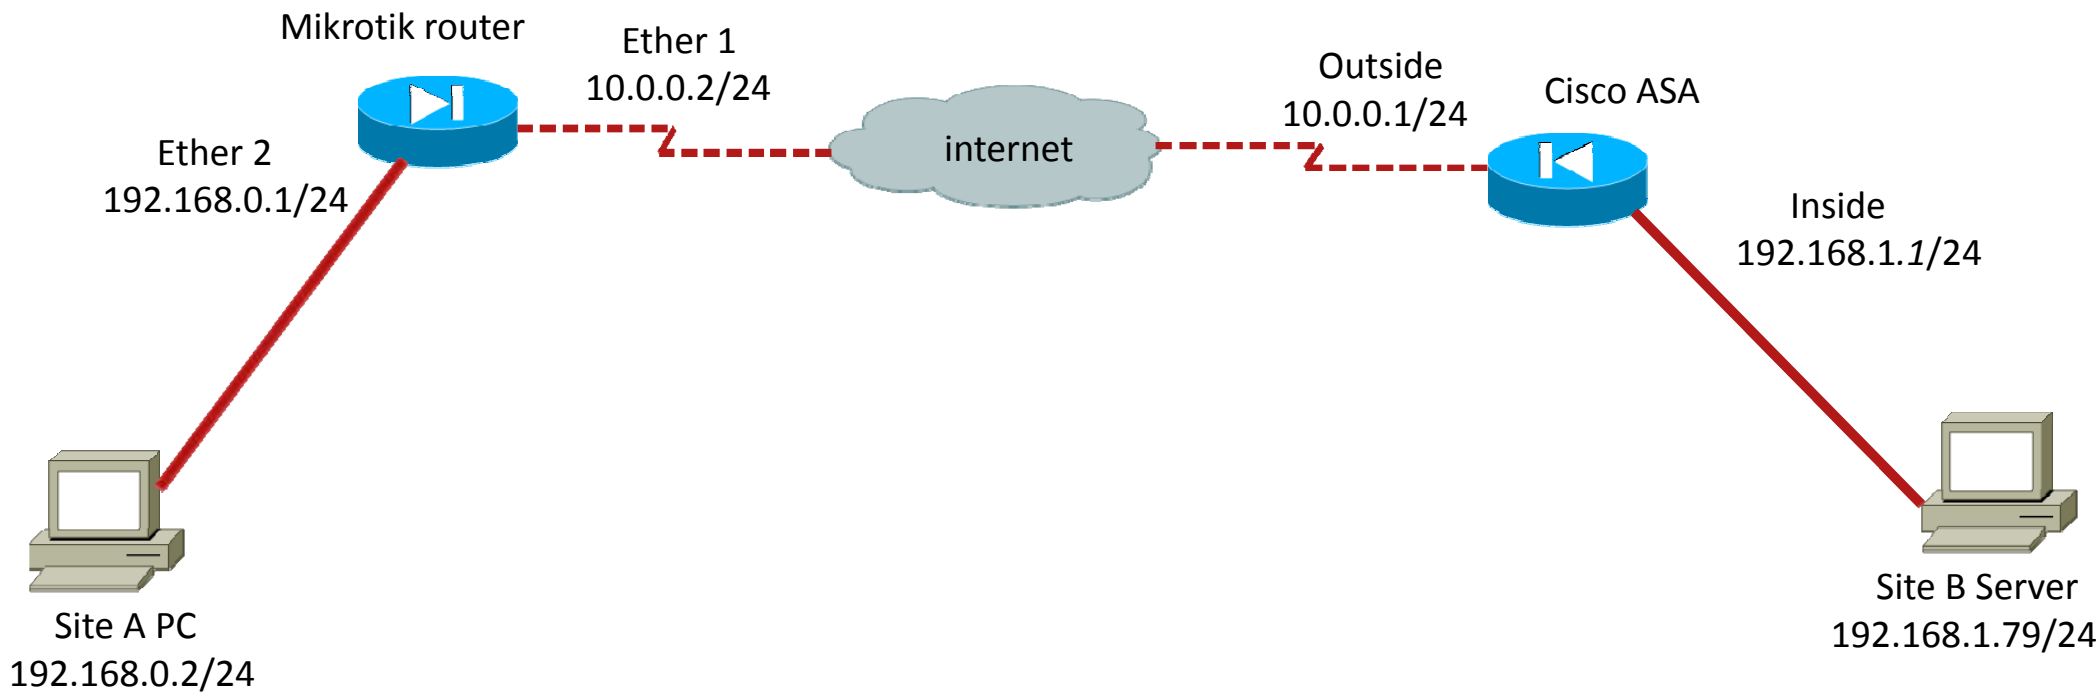 Mikrotik router
Ether 1
10.0.0.2/24
Outside
10.0.0.1/24
Cisco ASA
Ether 2
192.168.0.1/24
internet
Inside
192.168.1.1/24
Site A PC
192.168.0.2/24
Site B Server
192.168.1.79/24